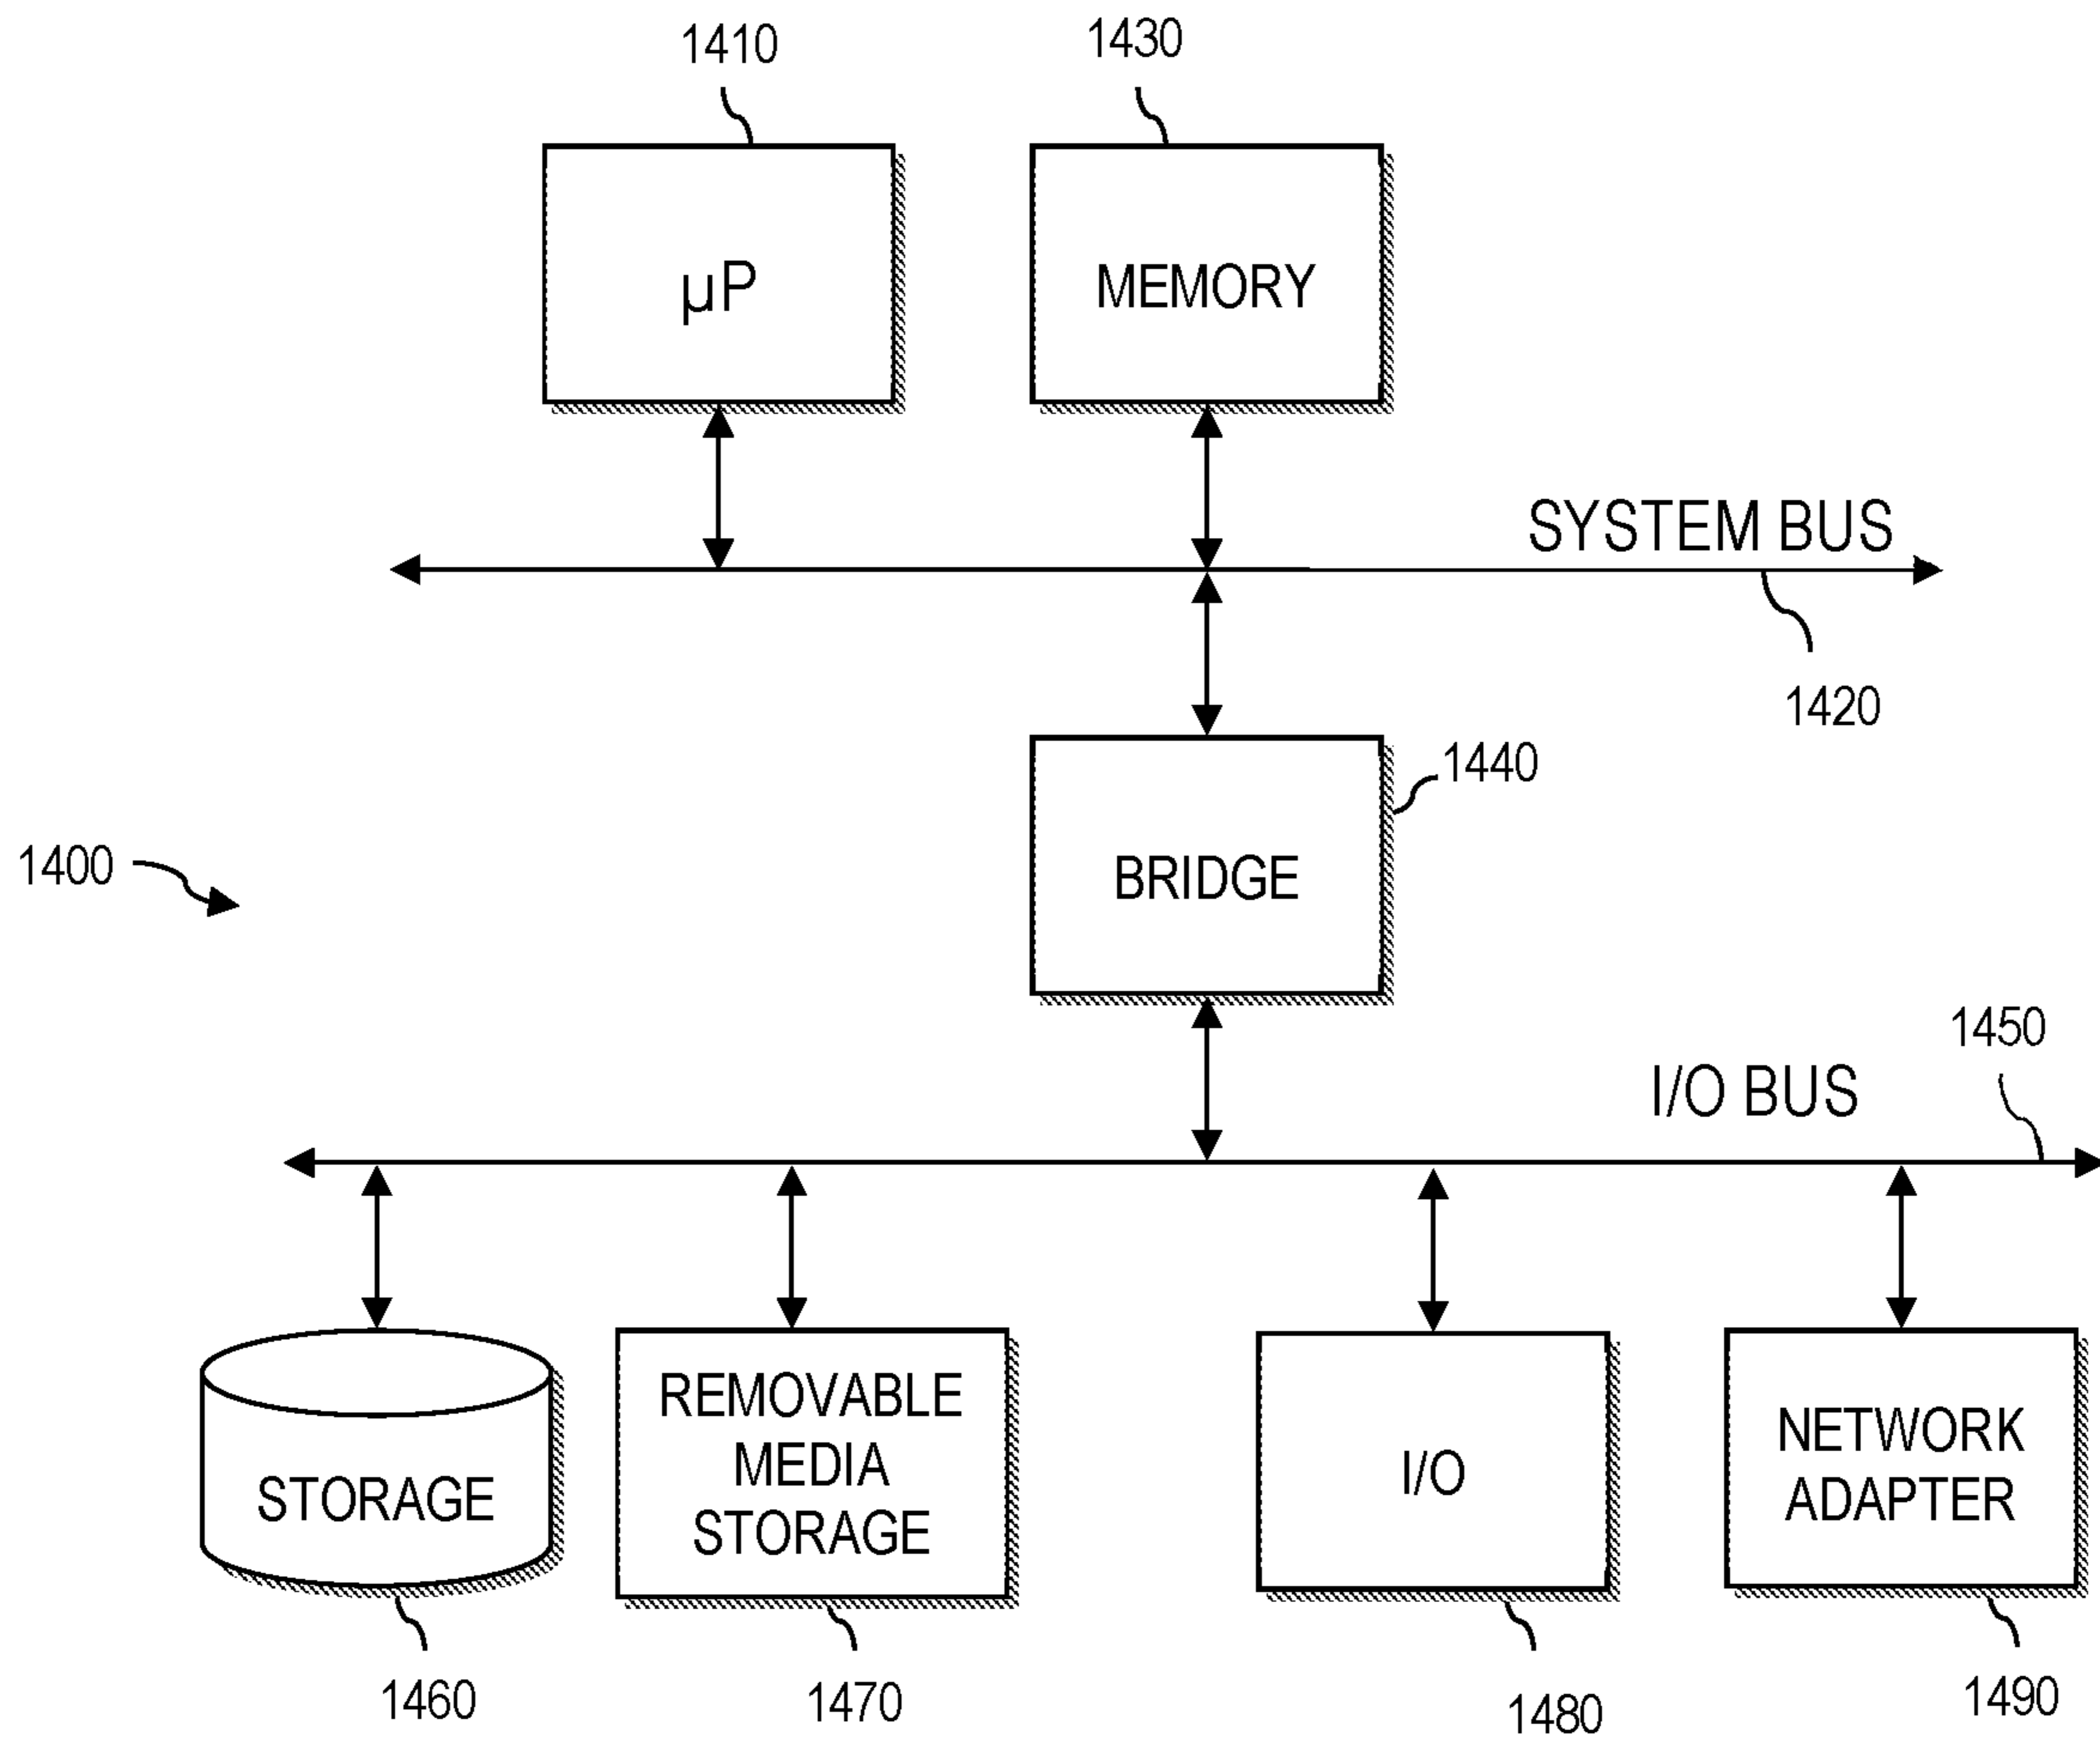 1410
1430
µP
MEMORY
SYSTEM BUS
1420
1440
BRIDGE
1400
1450
I/O BUS
STORAGE
REMOVABLE
MEDIA
STORAGE
I/O
NETWORK
ADAPTER
1460
1470
1480
1490